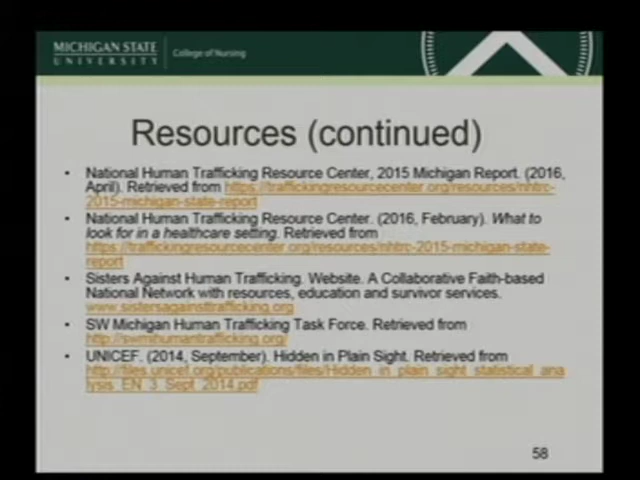 MICHIGAN STATE
UNIVERSITY
College of Nursing
Resources (continued)
• National Human Trafficking Resource Center, 2015 Michigan Report. (2016,
April). Retrieved from https://traffickingresourcecenter.org/resources/nhtrc-
2015-michigan-state-report
• National Human Trafficking Resource Center. (2016, February). What to
look for in a healthcare setting. Retrieved from
https://traffickingresourcecenter.org/resources/nhtrc-2015-michigan-state-
report
• Sisters Against Human Trafficking. Website. A Collaborative Faith-based
National Network with resources, education and survivor services.
www.sistersagainsttrafficking.org
• SW Michigan Human Trafficking Task Force. Retrieved from
http://swmihumantrafficking.org/
• UNICEF. (2014, September). Hidden in Plain Sight. Retrieved from
http://files.unicef.org/publications/files/Hidden_in_plain_sight_statistical_ana
lysis_EN_3_Sept_2014.pdf
58